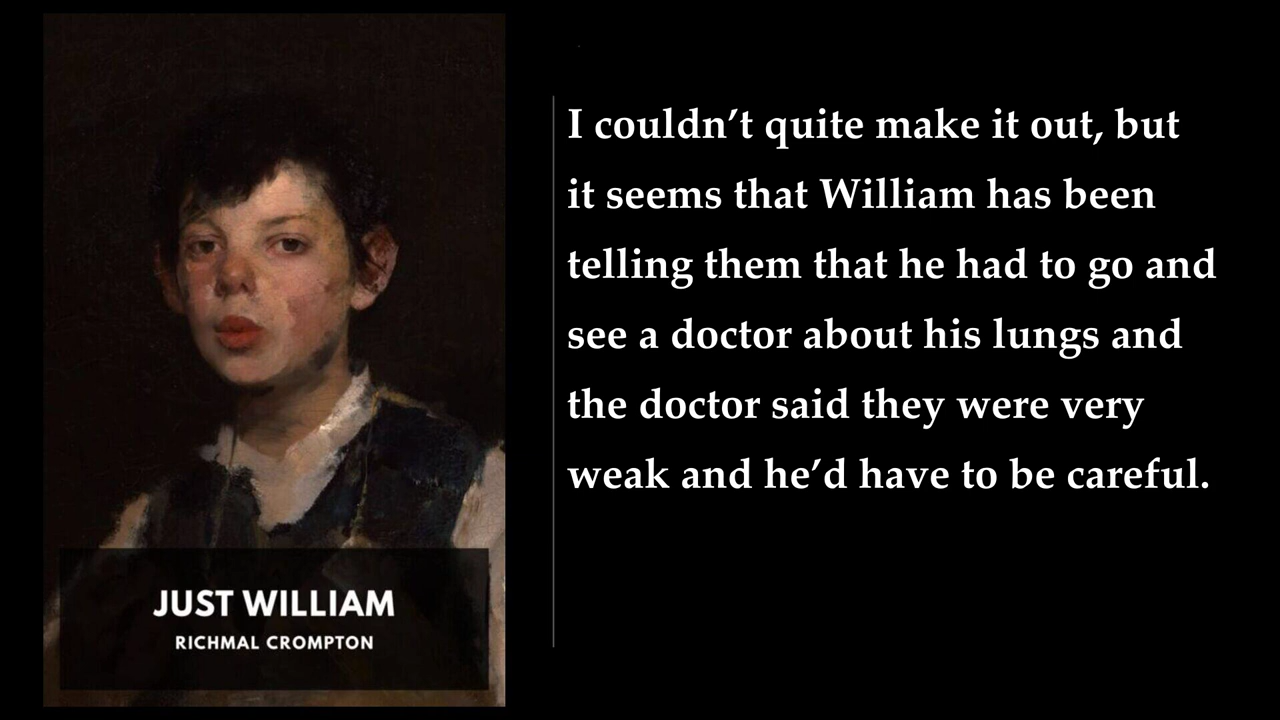 JUST WILLIAM
RICHMAL CROMPTON
I couldn’t quite make it out, but
it seems that William has been
telling them that he had to go and
see a doctor about his lungs and
the doctor said they were very
weak and he’d have to be careful.